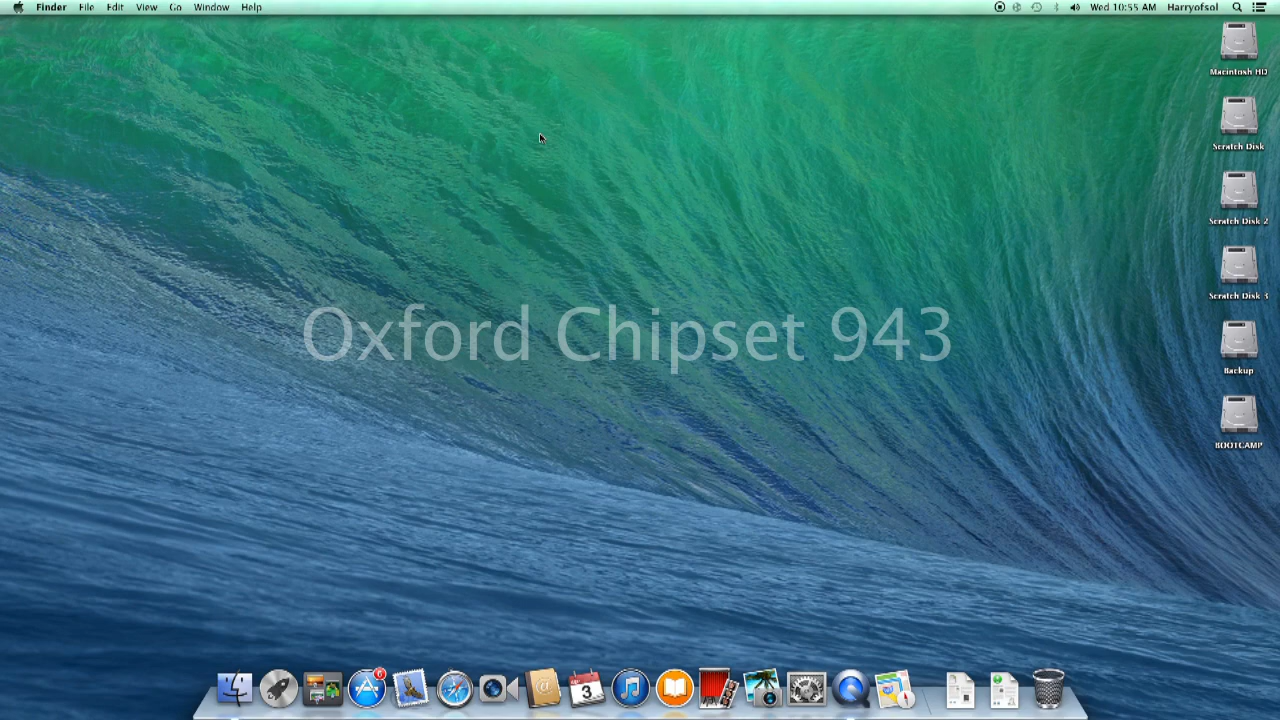 Finder File Edit View Go Window Help Wed 10:55 AM Harryofsol
Macintosh HD
Scratch Disk
Scratch Disk 2
Scratch Disk 3
Oxford Chipset 943
Backup
BOOTCAMP
3